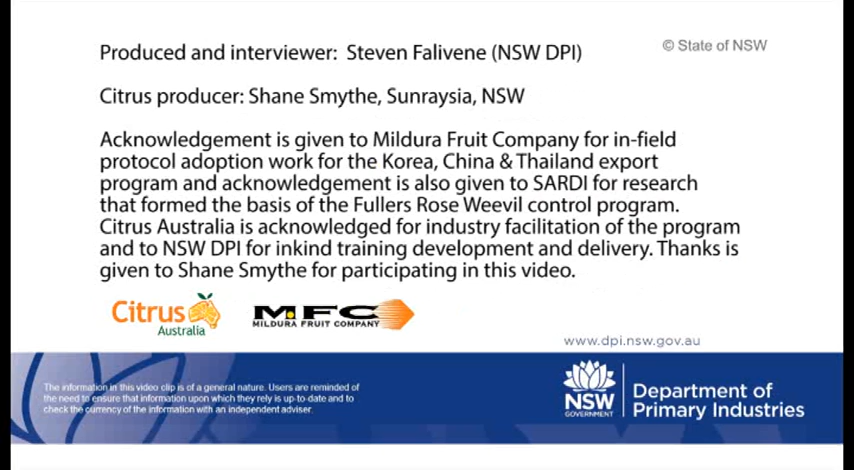 Produced and interviewer: Steven Falivene (NSW DPI)
© State of NSW
Citrus producer: Shane Smythe, Sunraysia, NSW
Acknowledgement is given to Mildura Fruit Company for in-field
protocol adoption work for the Korea, China & Thailand export
program and acknowledgement is also given to SARDI for research
that formed the basis of the Fullers Rose Weevil control program.
Citrus Australia is acknowledged for industry facilitation of the program
and to NSW DPI for inkind training development and delivery. Thanks is
given to Shane Smythe for participating in this video.
Citrus
Australia
MFC
MILDURA FRUIT COMPANY
www.dpi.nsw.gov.au
The information in this video clip is of a general nature. Users are reminded of
the need to ensure that information upon which they rely is up-to-date and to
check the currency of the information with an independent adviser.
NSW
GOVERNMENT
Department of
Primary Industries